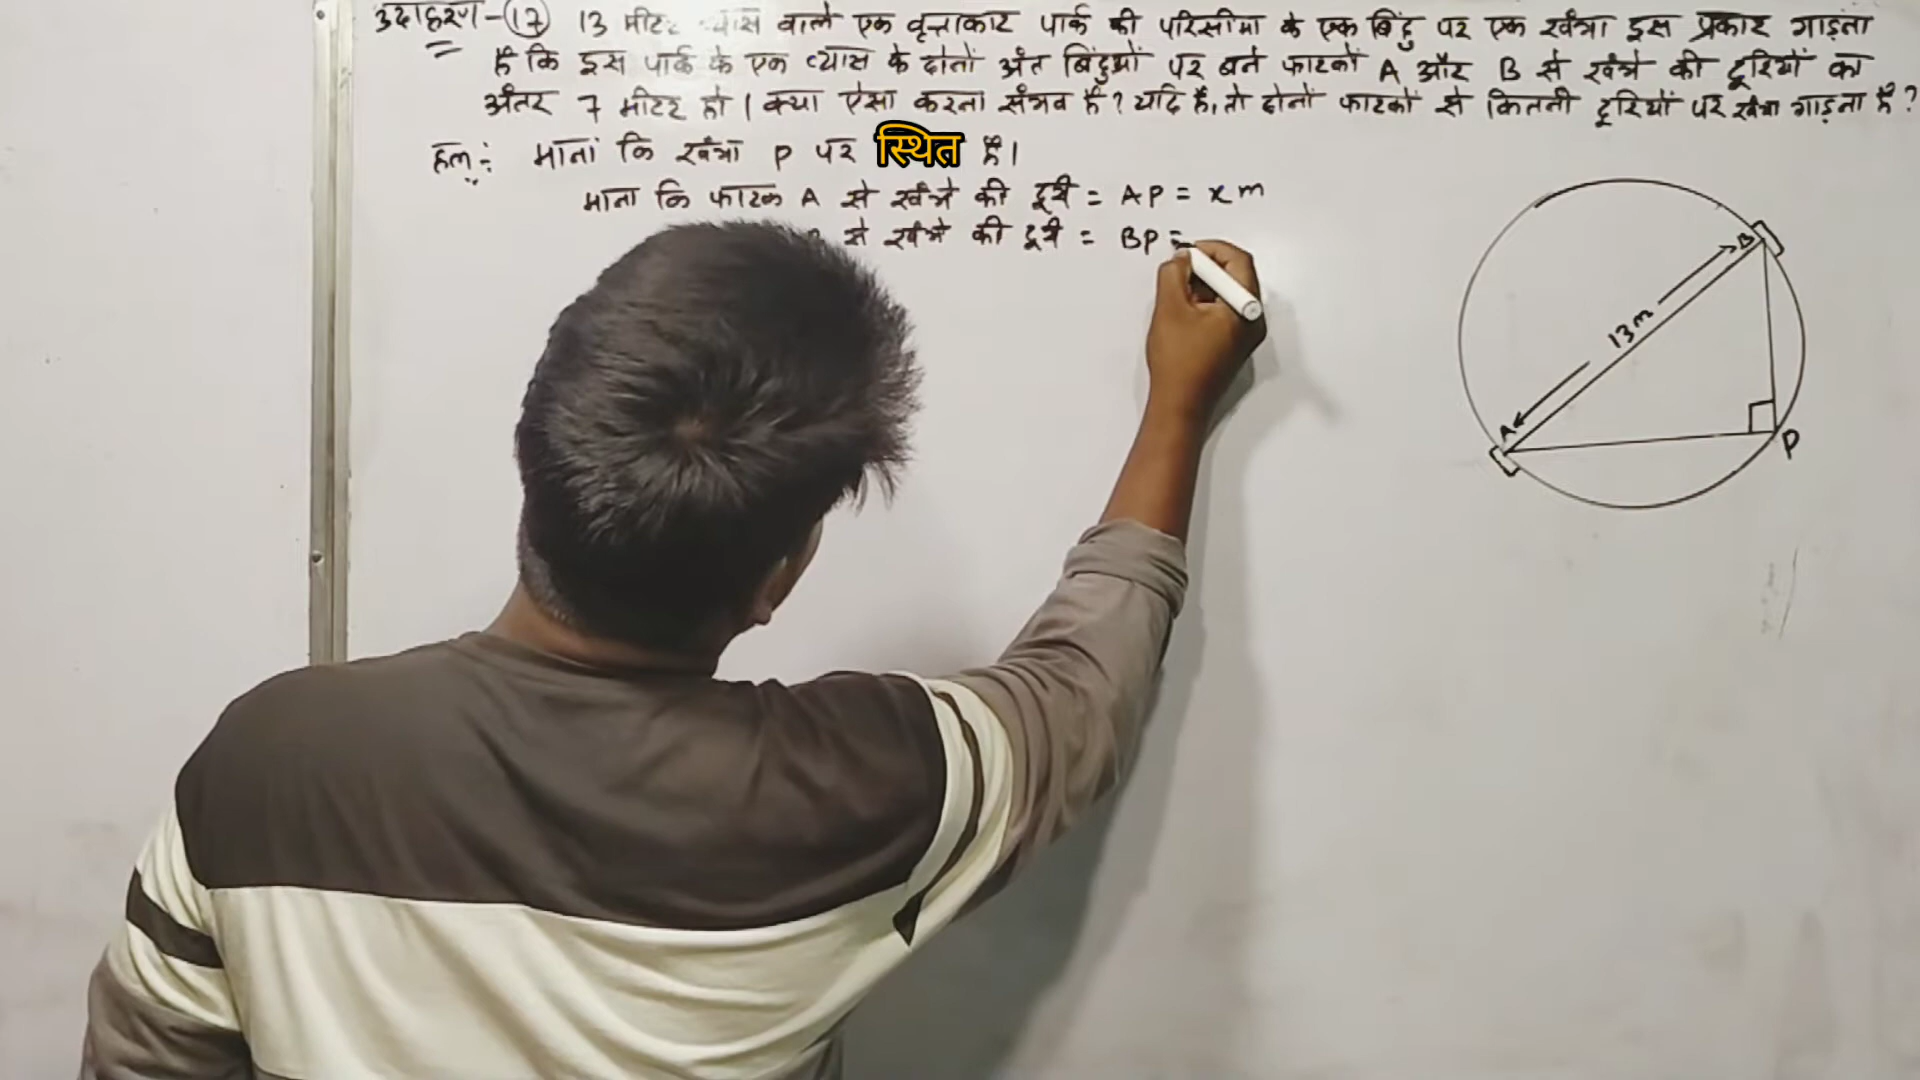 उदाहरण-(17) 13 मीटर व्यास वाले एक वृत्ताकार पार्क की परिसीमा के एक बिंदु पर एक खंभा इस प्रकार गाड़ना
है कि इस पार्क के एक व्यास के दोनों अंत बिंदुओं पर बने फाटकों A और B से खंभे की दूरियों का
अंतर 7 मीटर हो। क्या ऐसा करना संभव है? यदि है, तो दोनों फाटकों से कितनी दूरियों पर खंभा गाड़ना है?
हल:- माना कि खंभा P पर स्थित है।
माना कि फाटक A से खंभे की दूरी = AP = x m
से खंभे की दूरी = BP =
B
13 m
A
P